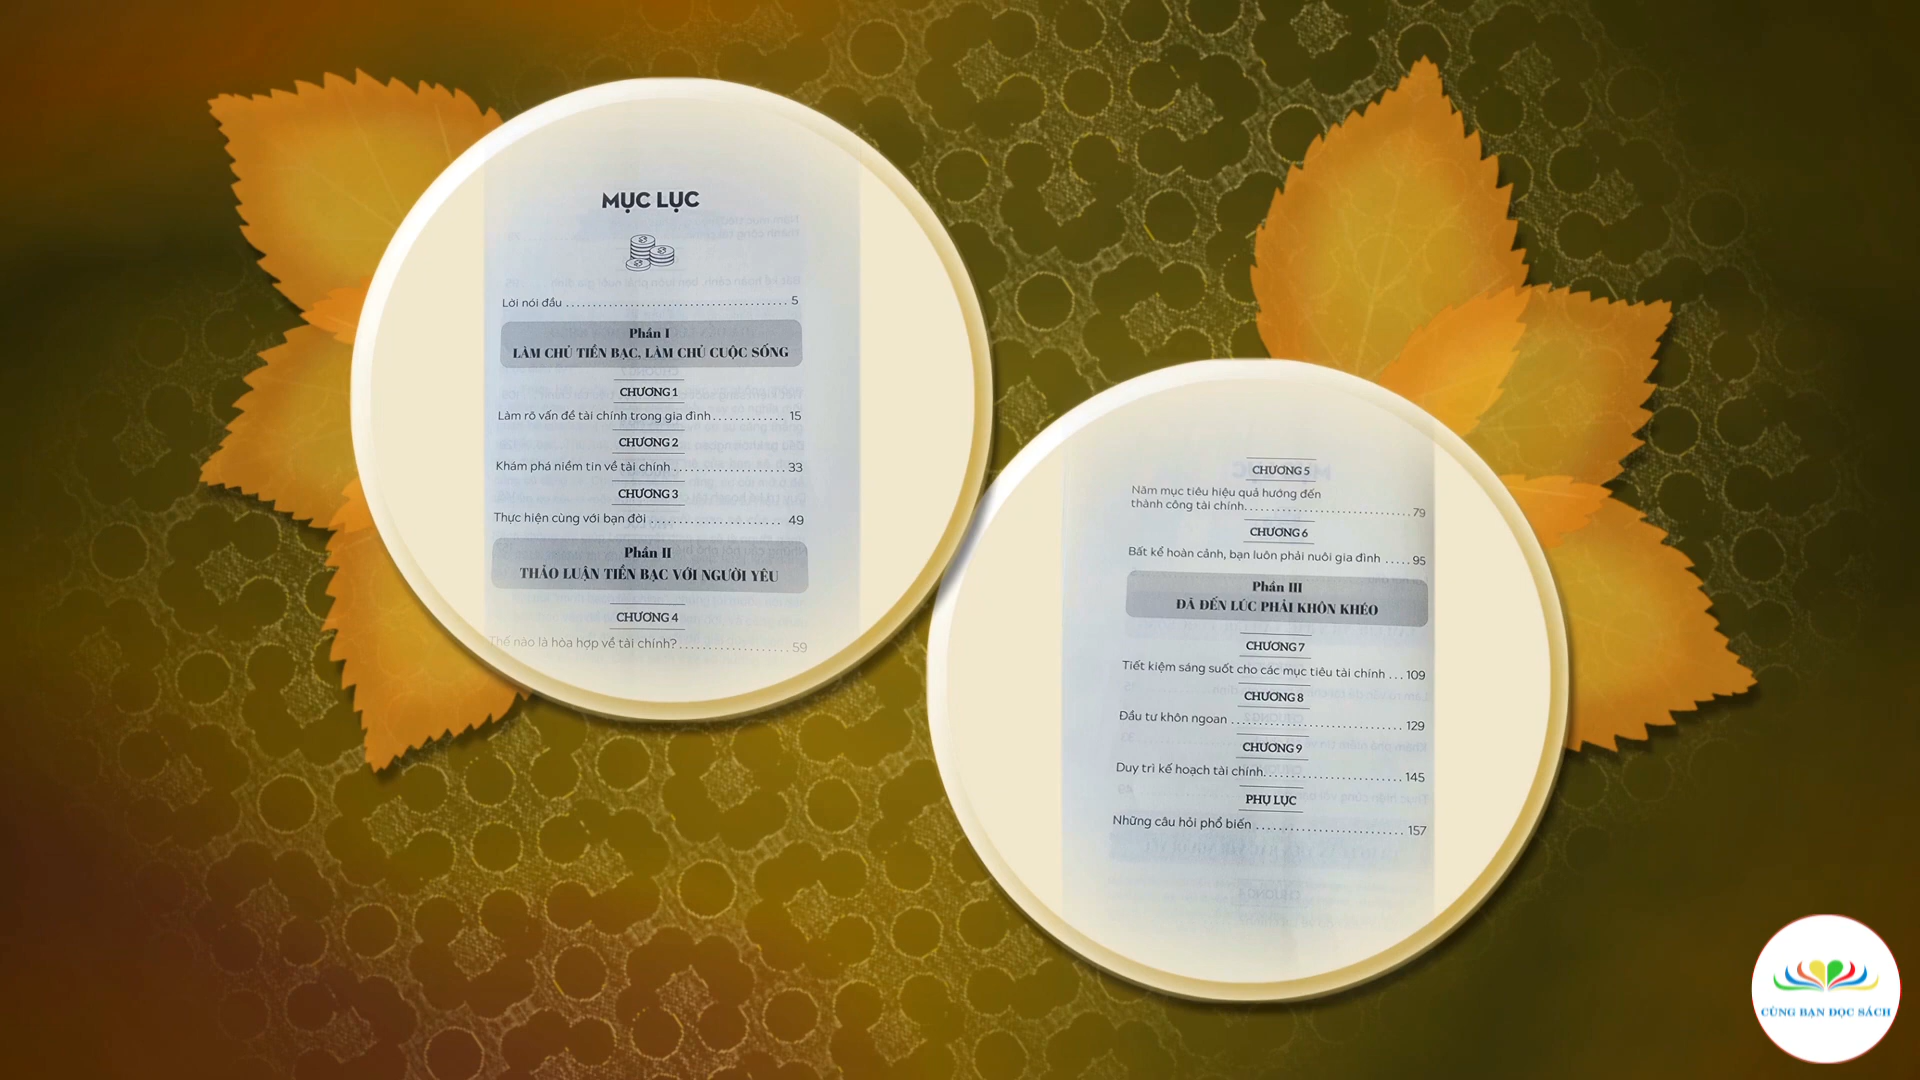 MỤC LỤC
Lời nói đầu ........................................ 5
Phần I
LÀM CHỦ TIỀN BẠC, LÀM CHỦ CUỘC SỐNG
CHƯƠNG 1
Làm rõ vấn đề tài chính trong gia đình ............. 15
CHƯƠNG 2
Khám phá niềm tin về tài chính ..................... 33
CHƯƠNG 3
Thực hiện cùng với bạn đời ....................... 49
Phần II
THẢO LUẬN TIỀN BẠC VỚI NGƯỜI YÊU
CHƯƠNG 4
Thế nào là hòa hợp về tài chính? ................... 59
CHƯƠNG 5
Năm mục tiêu hiệu quả hướng đến
thành công tài chính ............................... 79
CHƯƠNG 6
Bất kể hoàn cảnh, bạn luôn phải nuôi gia đình ..... 95
Phần III
ĐÃ ĐẾN LÚC PHẢI KHÔN KHÉO
CHƯƠNG 7
Tiết kiệm sáng suốt cho các mục tiêu tài chính ... 109
CHƯƠNG 8
Đầu tư khôn ngoan ............................ 129
CHƯƠNG 9
Duy trì kế hoạch tài chính ........................ 145
PHỤ LỤC
Những câu hỏi phổ biến .......................... 157
CÙNG BẠN ĐỌC SÁCH